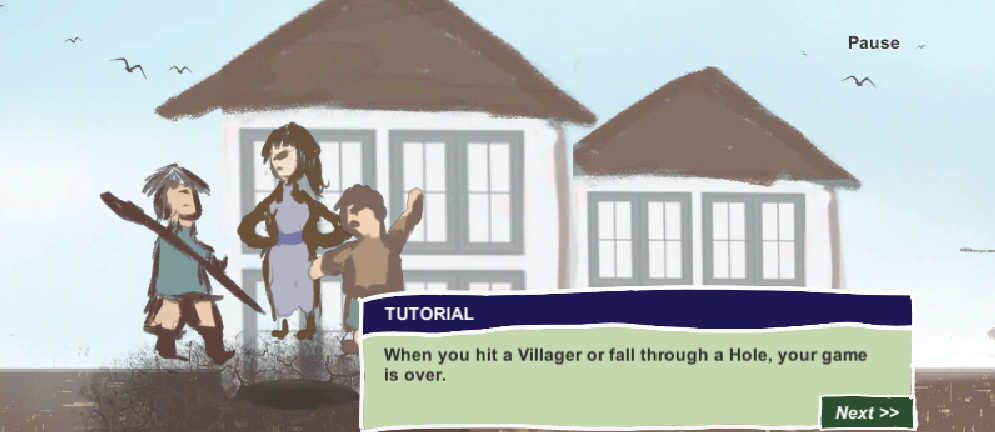 Pause
TUTORIAL
When you hit a Villager or fall through a Hole, your game
is over.
Next >>